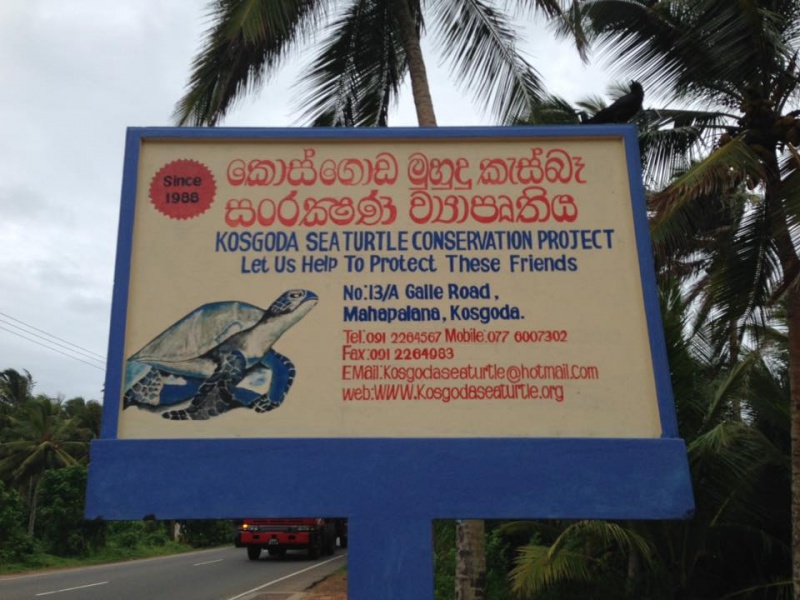 Since
1988
කොස්ගොඩ මුහුදු කැස්බෑ
සංරක්ෂණ ව්‍යාපෘතිය
KOSGODA SEA TURTLE CONSERVATION PROJECT
Let Us Help To Protect These Friends
No:13/A Galle Road,
Mahapalana, Kosgoda.
Tel:091 2264567 Mobile:077 6007302
Fax:091 2264083
EMail:Kosgodaseaturtle@hotmail.com
web:WWW.Kosgodaseaturtle.org